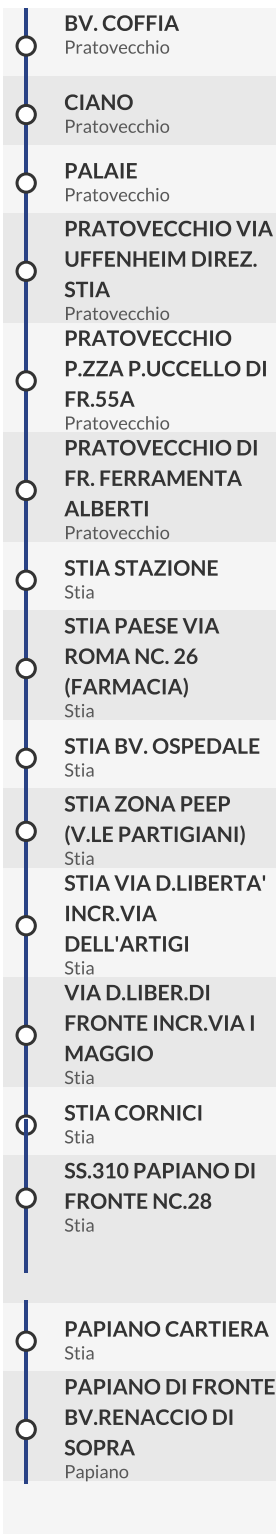 BV. COFFIA
Pratovecchio
CIANO
Pratovecchio
PALAIE
Pratovecchio
PRATOVECCHIO VIA
UFFENHEIM DIREZ.
STIA
Pratovecchio
PRATOVECCHIO
P.ZZA P.UCCELLO DI
FR.55A
Pratovecchio
PRATOVECCHIO DI
FR. FERRAMENTA
ALBERTI
Pratovecchio
STIA STAZIONE
Stia
STIA PAESE VIA
ROMA NC. 26
(FARMACIA)
Stia
STIA BV. OSPEDALE
Stia
STIA ZONA PEEP
(V.LE PARTIGIANI)
Stia
STIA VIA D.LIBERTA'
INCR.VIA
DELL'ARTIGI
Stia
VIA D.LIBER.DI
FRONTE INCR.VIA I
MAGGIO
Stia
STIA CORNICI
Stia
SS.310 PAPIANO DI
FRONTE NC.28
Stia
PAPIANO CARTIERA
Stia
PAPIANO DI FRONTE
BV.RENACCIO DI
SOPRA
Papiano